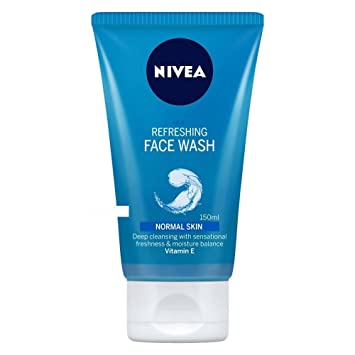 NIVEA
REFRESHING
FACE WASH
150ml
NORMAL SKIN
Deep cleansing with sensational
freshness & moisture balance
Vitamin E